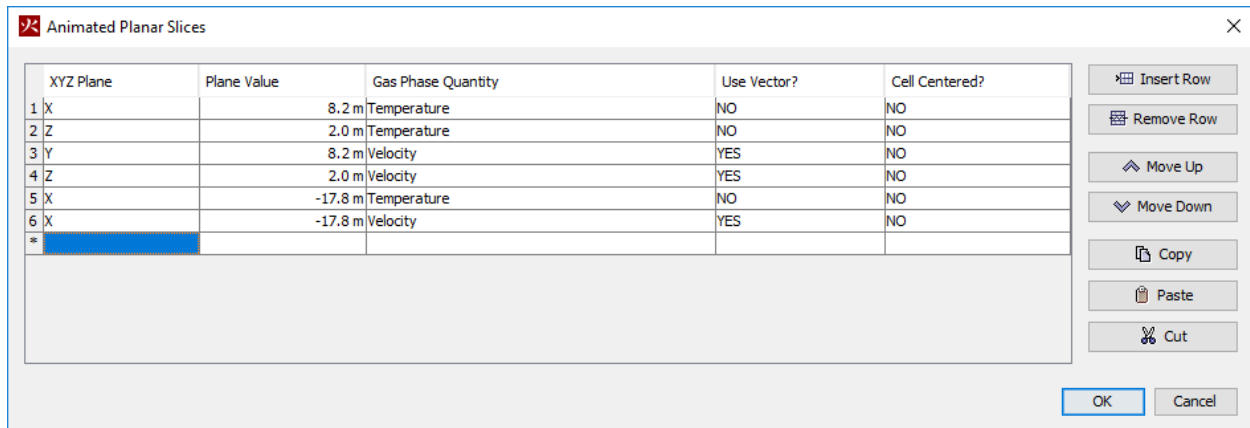 火 Animated Planar Slices
XYZ Plane Plane Value Gas Phase Quantity Use Vector? Cell Centered?
1 X 8.2 m Temperature NO NO
2 Z 2.0 m Temperature NO NO
3 Y 8.2 m Velocity YES NO
4 Z 2.0 m Velocity YES NO
5 X -17.8 m Temperature NO NO
6 X -17.8 m Velocity YES NO
*
Insert Row
Remove Row
Move Up
Move Down
Copy
Paste
Cut
OK Cancel